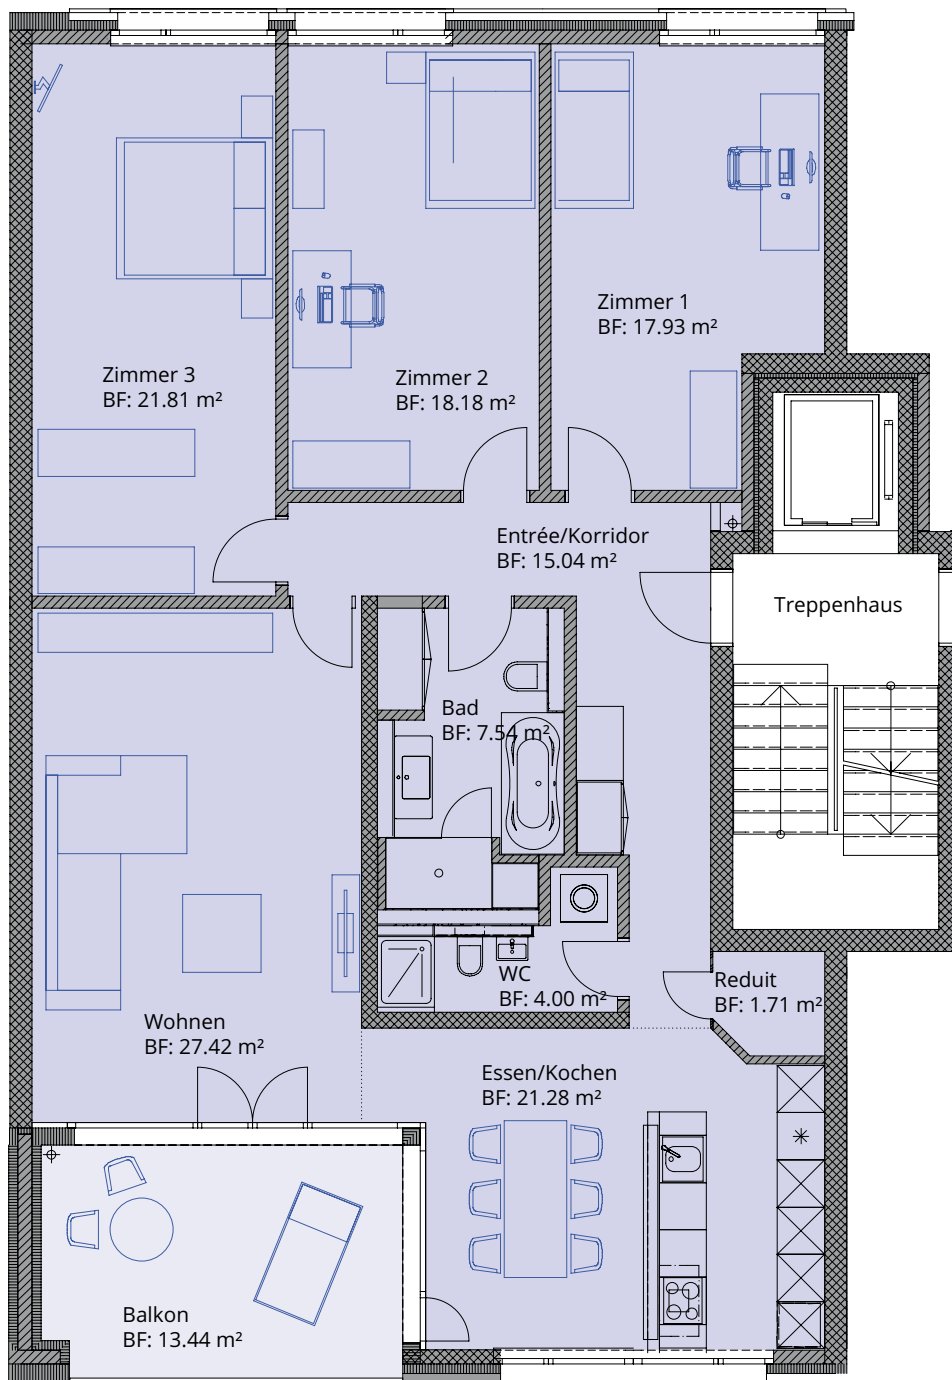 Zimmer 1
BF: 17.93 m²
Zimmer 3
BF: 21.81 m²
Zimmer 2
BF: 18.18 m²
Entrée/Korridor
BF: 15.04 m²
Treppenhaus
Bad
BF: 7.54 m²
WC
BF: 4.00 m²
Reduit
BF: 1.71 m²
Wohnen
BF: 27.42 m²
Essen/Kochen
BF: 21.28 m²
Balkon
BF: 13.44 m²